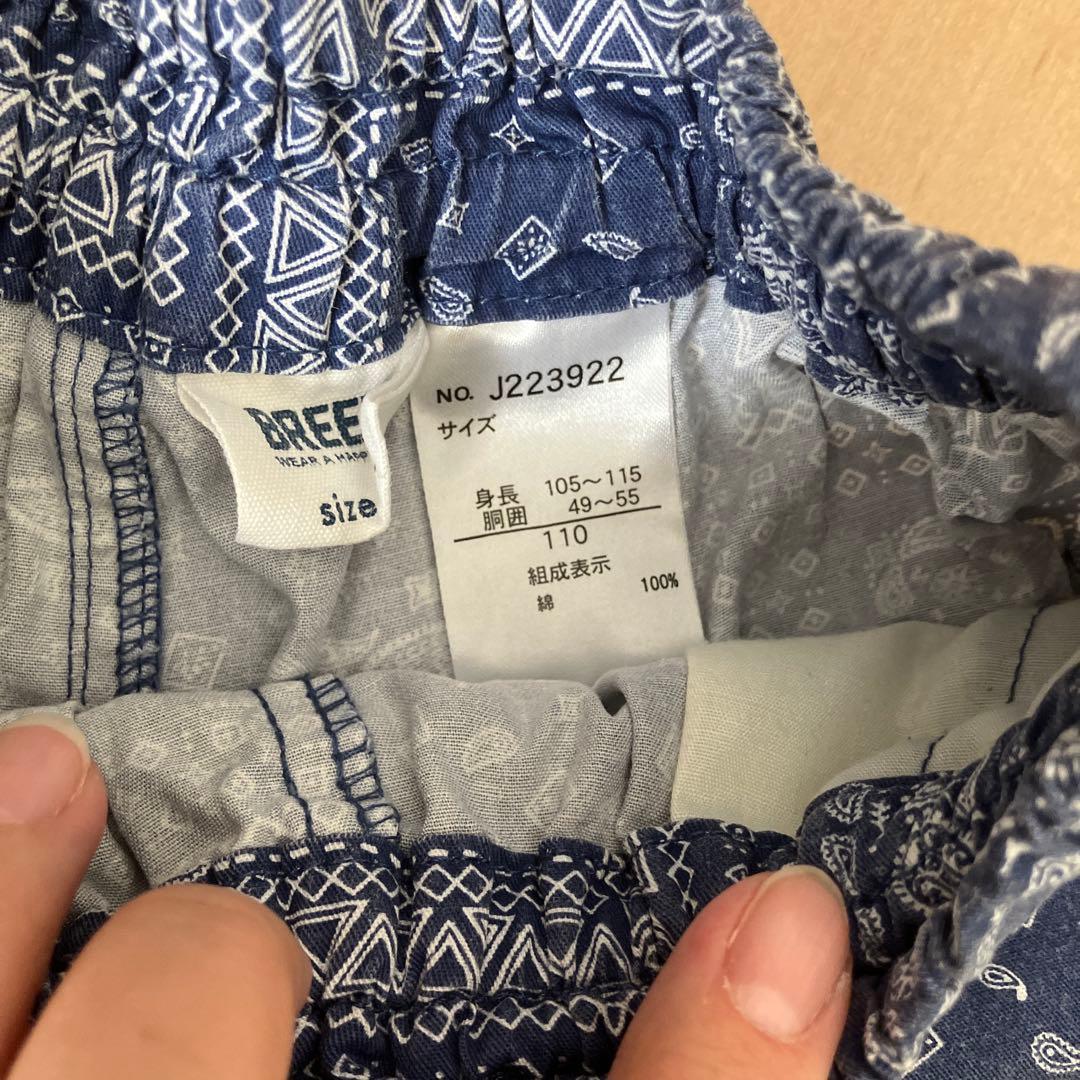 BREE
WEAR A HAPP
size
NO. J223922
サイズ
身長 105～115
胴囲 49～55
110
組成表示
綿 100%